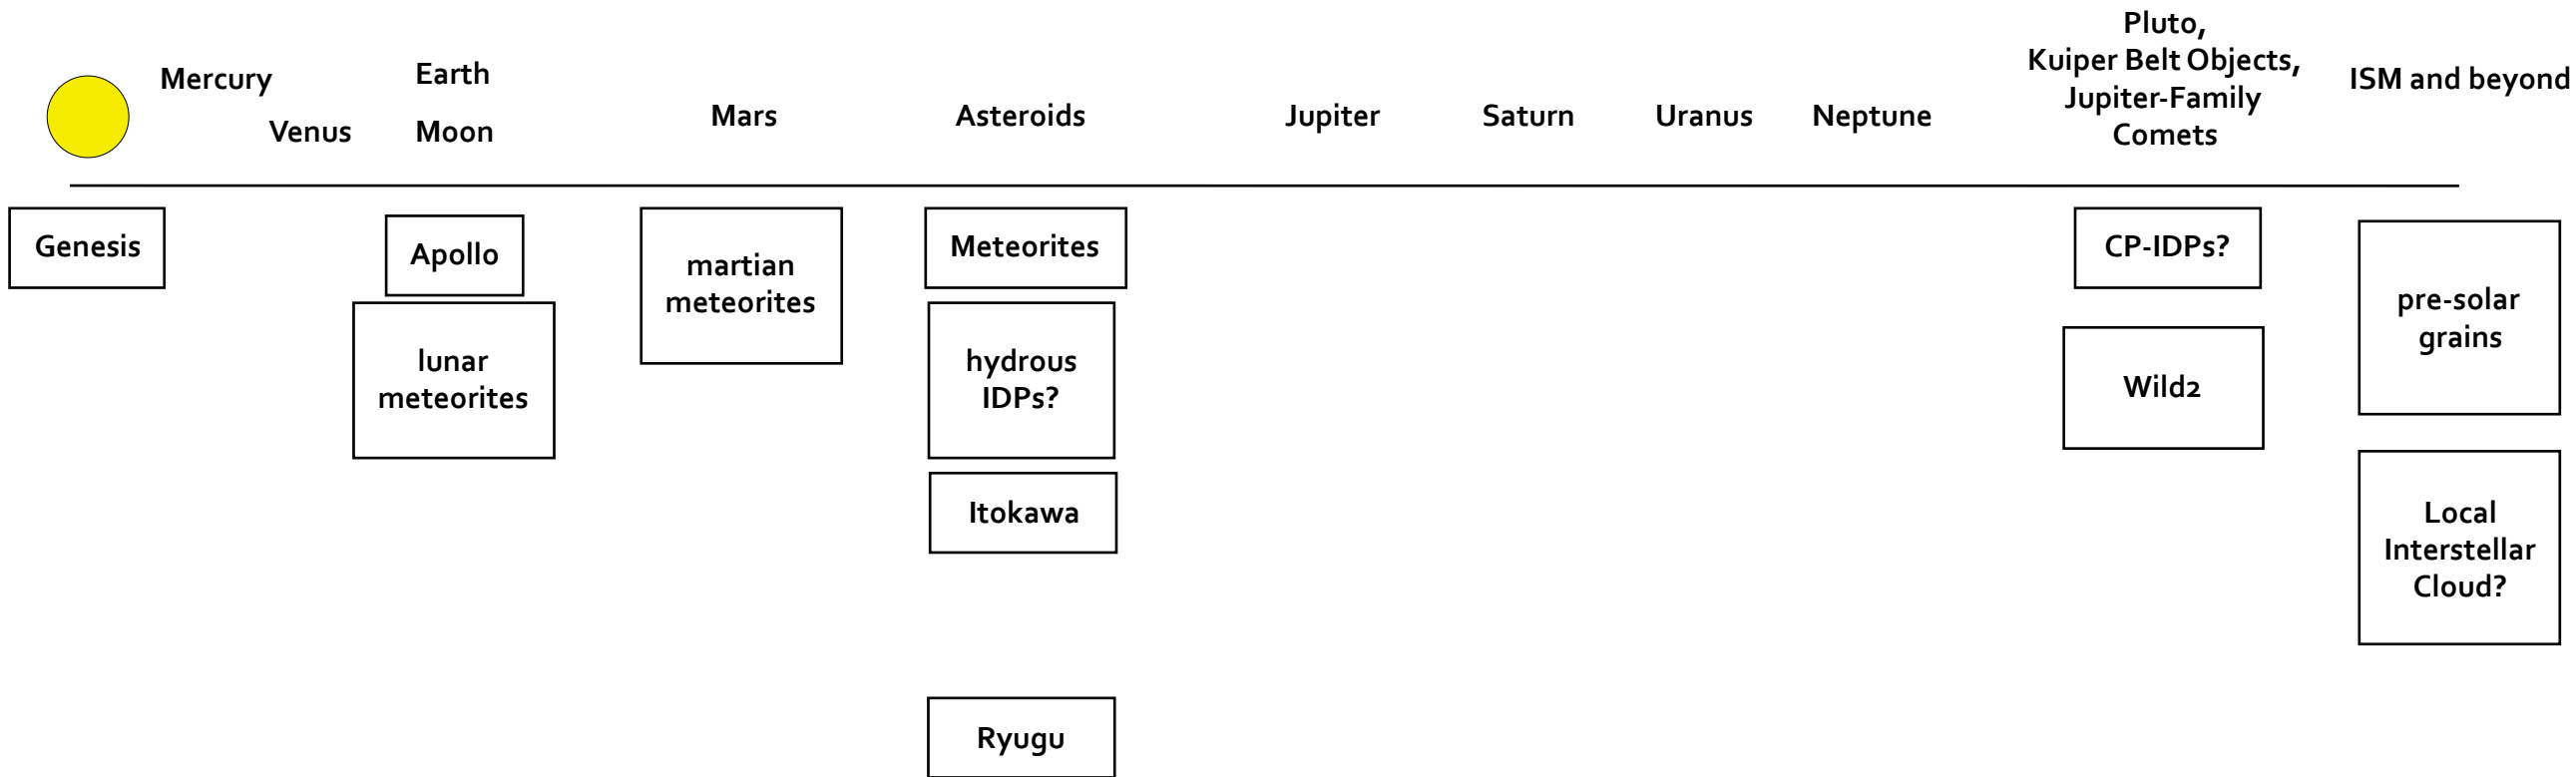 Mercury
Venus
Earth
Moon
Mars
Asteroids
Jupiter
Saturn
Uranus
Neptune
Pluto,
Kuiper Belt Objects,
Jupiter-Family
Comets
ISM and beyond
Genesis
Apollo
lunar
meteorites
martian
meteorites
Meteorites
hydrous
IDPs?
Itokawa
Ryugu
CP-IDPs?
Wild2
pre-solar
grains
Local
Interstellar
Cloud?